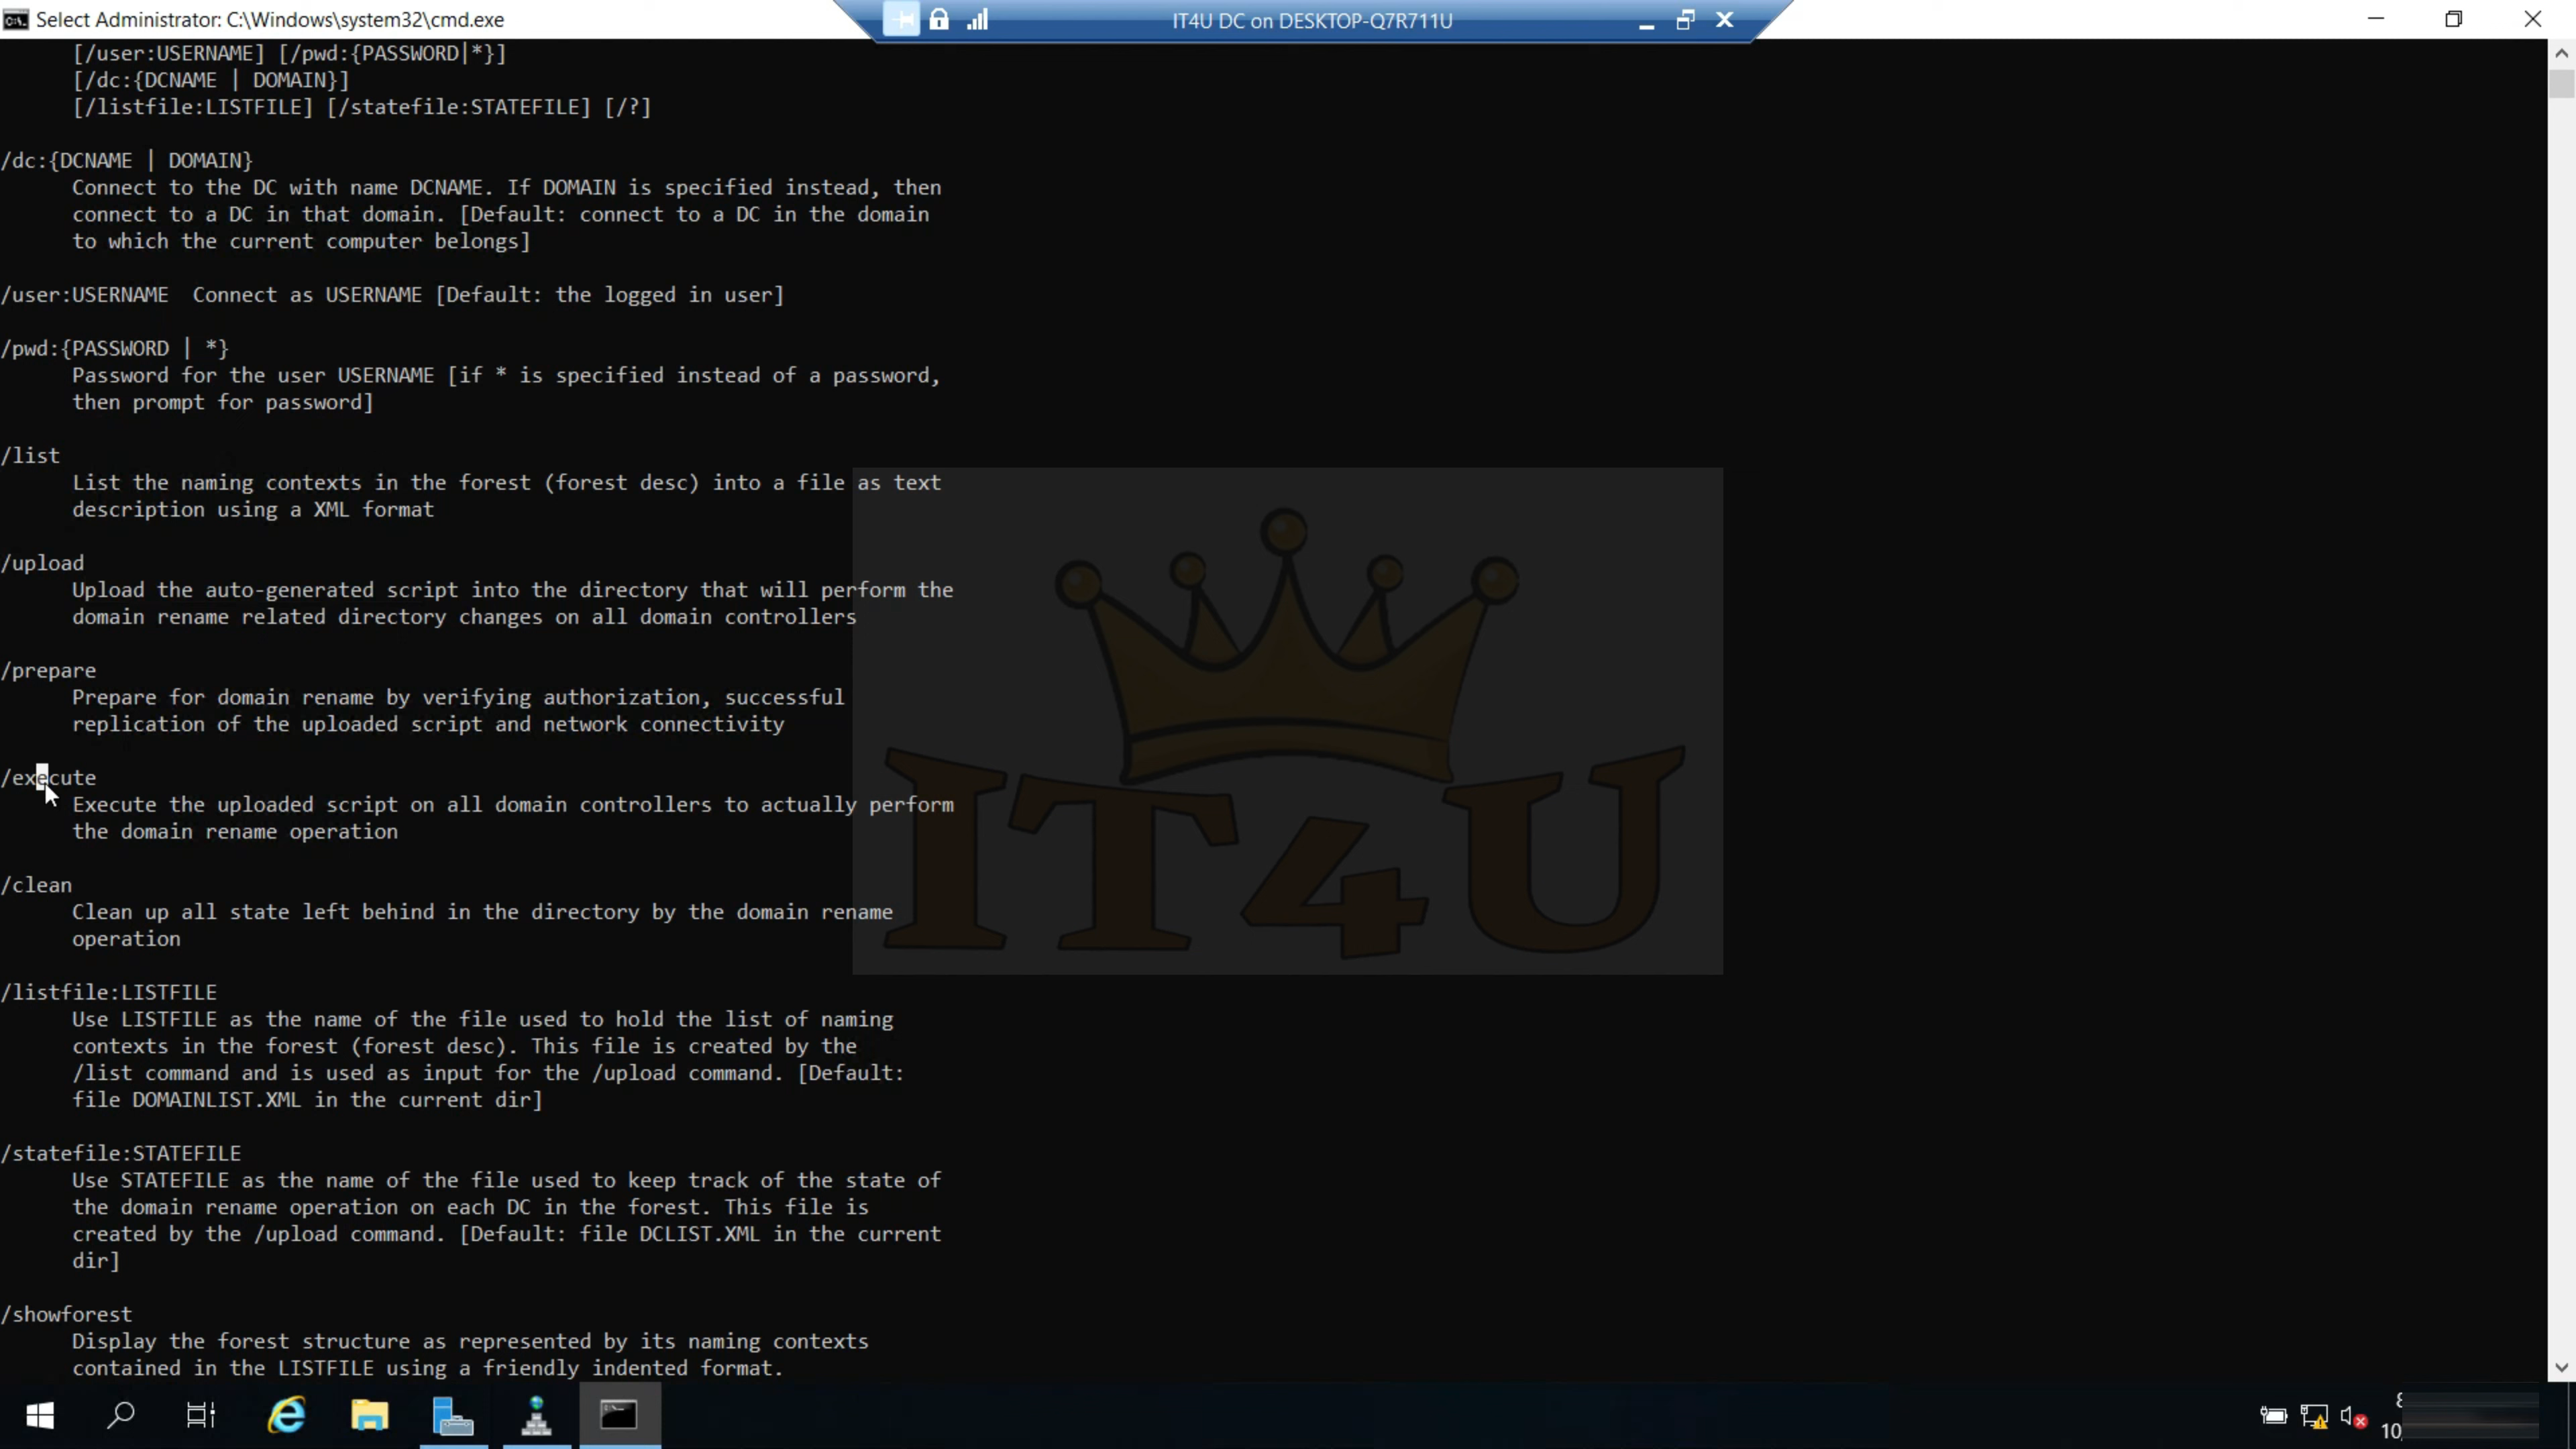 Select Administrator: C:\Windows\system32\cmd.exe
IT4U DC on DESKTOP-Q7R711U
[/user:USERNAME] [/pwd:{PASSWORD|*}]
[/dc:{DCNAME | DOMAIN}]
[/listfile:LISTFILE] [/statefile:STATEFILE] [/?]
/dc:{DCNAME | DOMAIN}
Connect to the DC with name DCNAME. If DOMAIN is specified instead, then
connect to a DC in that domain. [Default: connect to a DC in the domain
to which the current computer belongs]
/user:USERNAME  Connect as USERNAME [Default: the logged in user]
/pwd:{PASSWORD | *}
Password for the user USERNAME [if * is specified instead of a password,
then prompt for password]
/list
List the naming contexts in the forest (forest desc) into a file as text
description using a XML format
/upload
Upload the auto-generated script into the directory that will perform the
domain rename related directory changes on all domain controllers
/prepare
Prepare for domain rename by verifying authorization, successful
replication of the uploaded script and network connectivity
/execute
Execute the uploaded script on all domain controllers to actually perform
the domain rename operation
/clean
Clean up all state left behind in the directory by the domain rename
operation
/listfile:LISTFILE
Use LISTFILE as the name of the file used to hold the list of naming
contexts in the forest (forest desc). This file is created by the
/list command and is used as input for the /upload command. [Default:
file DOMAINLIST.XML in the current dir]
/statefile:STATEFILE
Use STATEFILE as the name of the file used to keep track of the state of
the domain rename operation on each DC in the forest. This file is
created by the /upload command. [Default: file DCLIST.XML in the current
dir]
/showforest
Display the forest structure as represented by its naming contexts
contained in the LISTFILE using a friendly indented format.
IT4U
10